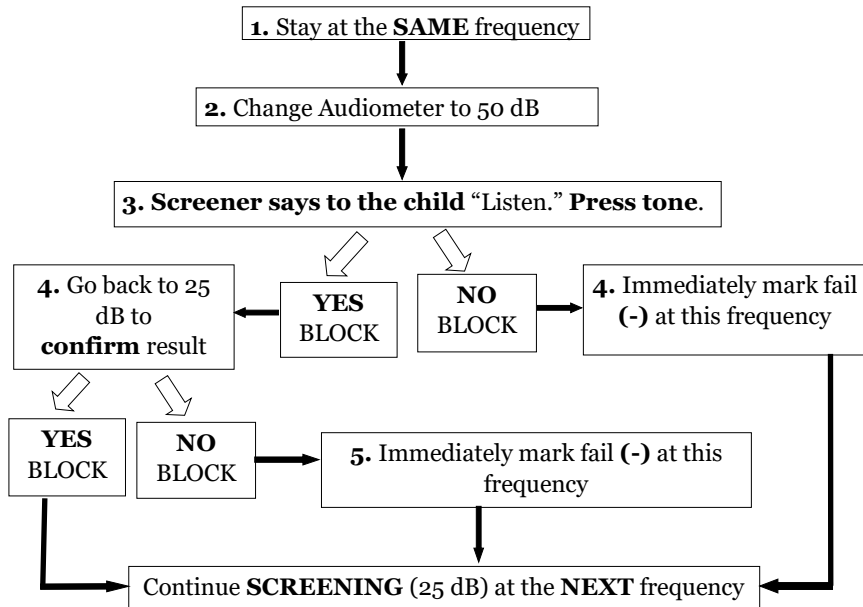 1. Stay at the SAME frequency
2. Change Audiometer to 50 dB
3. Screener says to the child “Listen.” Press tone.
4. Go back to 25
dB to
confirm result
YES
BLOCK
NO
BLOCK
4. Immediately mark fail
(-) at this frequency
YES
BLOCK
NO
BLOCK
5. Immediately mark fail (-) at this
frequency
Continue SCREENING (25 dB) at the NEXT frequency